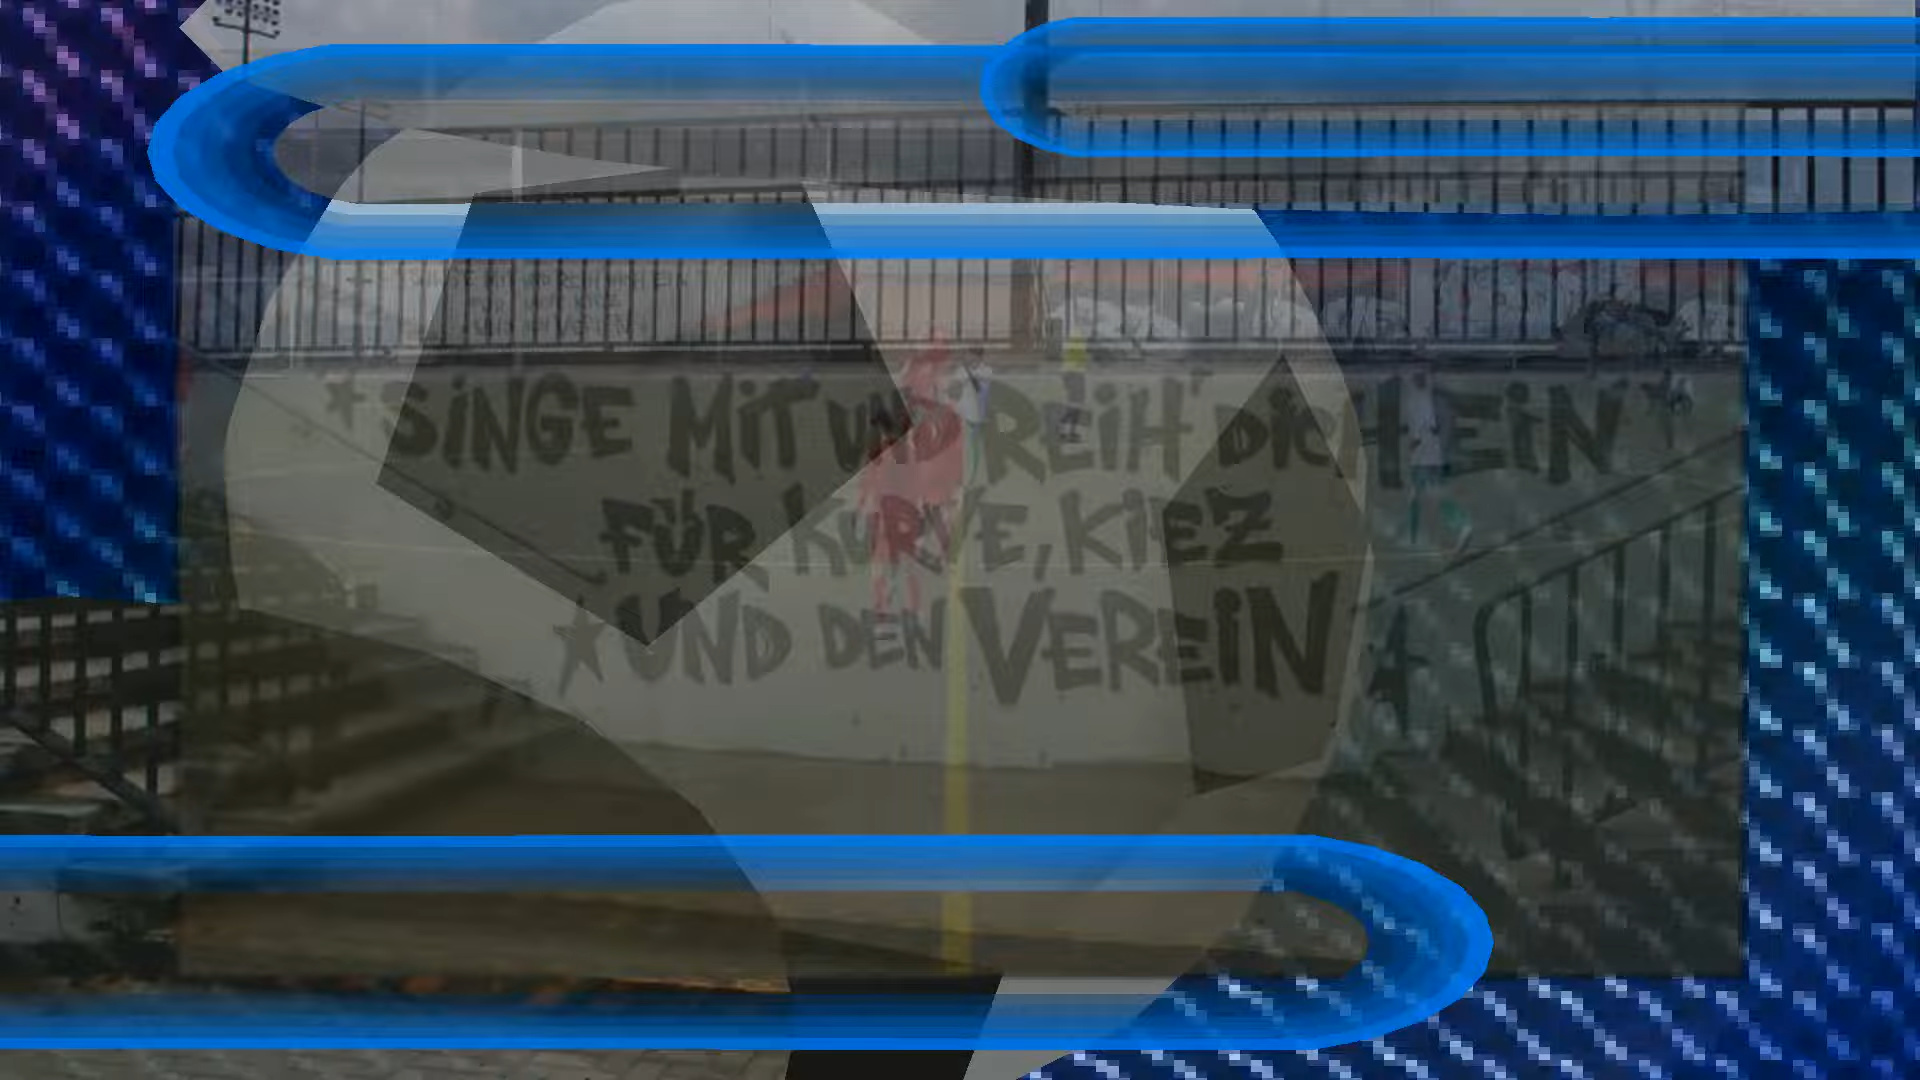 SINGE MIT UND REIH' DICH EIN
FÜR KURVE, KIEZ
UND DEN VEREIN